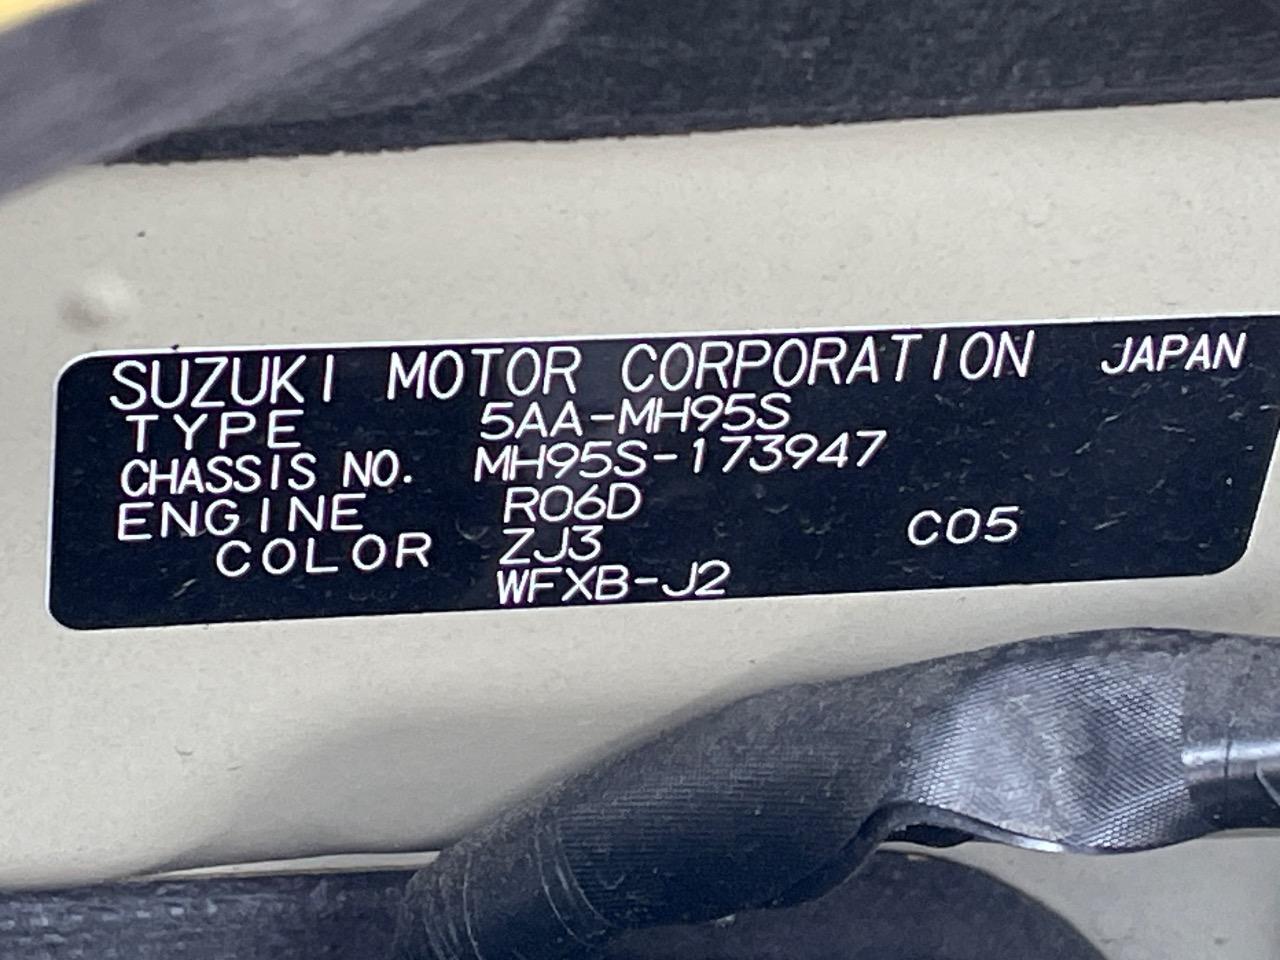 SUZUKI MOTOR CORPORATION JAPAN
TYPE 5AA-MH95S
CHASSIS NO. MH95S-173947
ENGINE R06D
COLOR ZJ3 C05
WFXB-J2